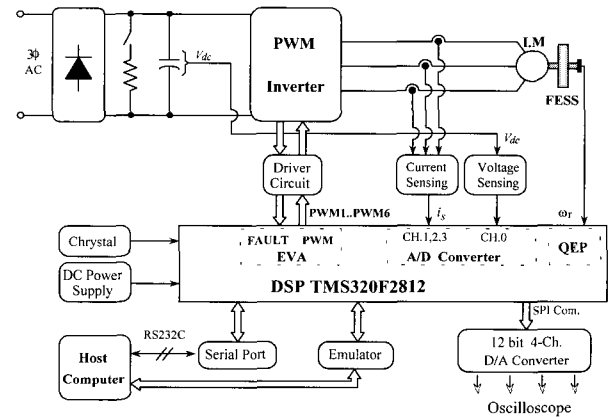 3ϕ
AC
Vdc
PWM
Inverter
I.M
FESS
Vdc
Driver
Circuit
Current
Sensing
Voltage
Sensing
PWM1..PWM6
is
ωr
Chrystal
FAULT PWM
EVA
CH.1,2.3
CH.0
A/D Converter
QEP
DC Power
Supply
DSP TMS320F2812
SPI Com.
RS232C
Host
Computer
Serial Port
Emulator
12 bit 4-Ch.
D/A Converter
Oscilloscope